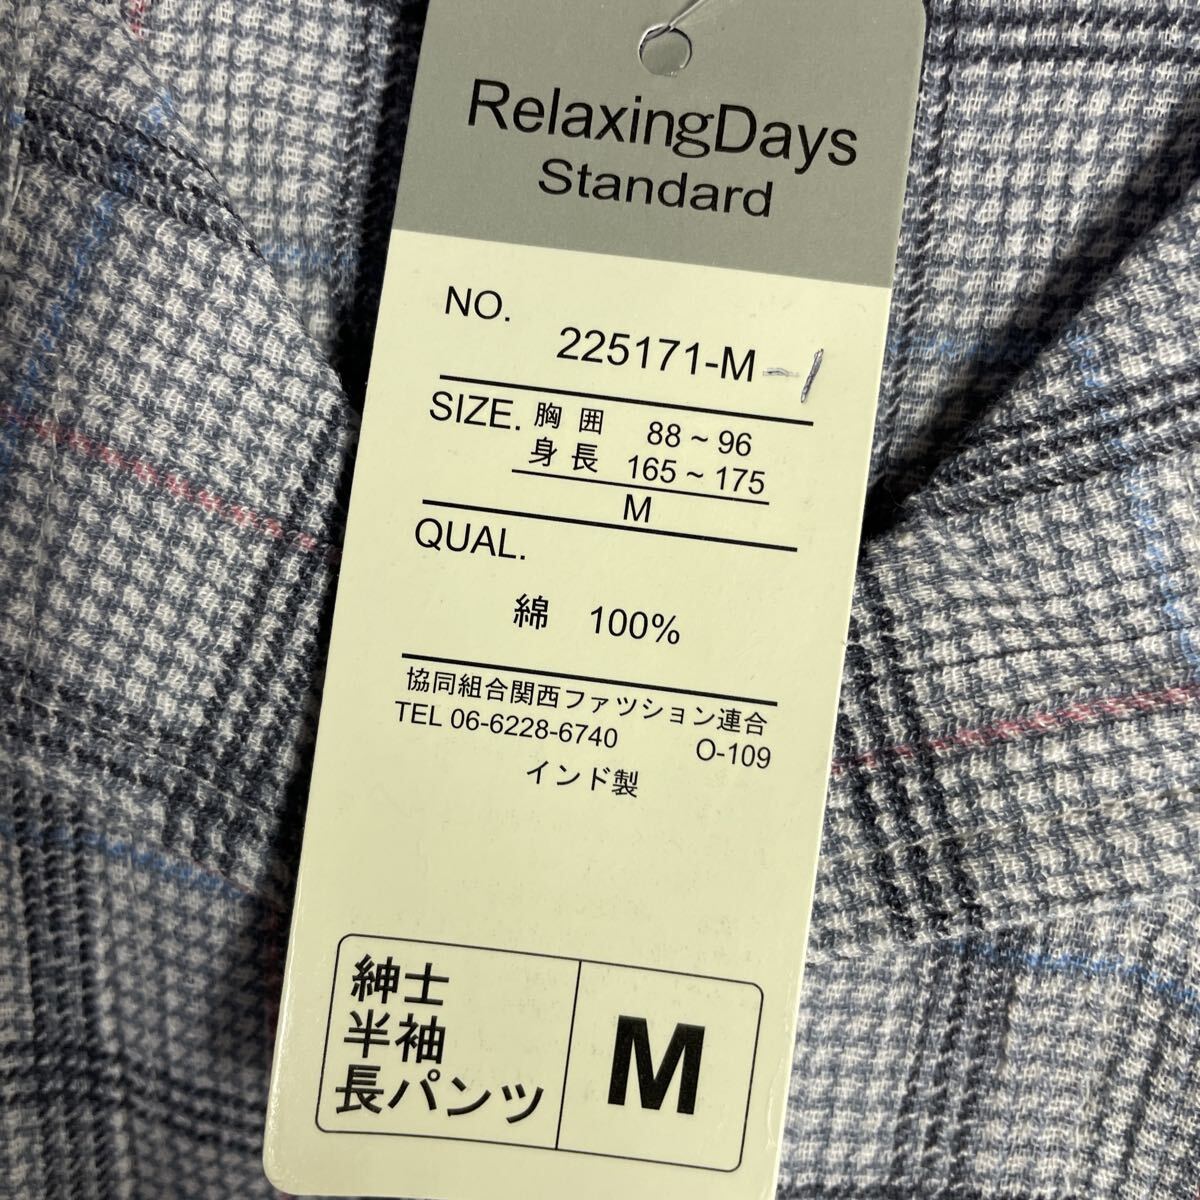 RelaxingDays
Standard
NO.
225171-M-1
SIZE. 胸囲 88～96
身長 165～175
M
QUAL.
綿 100%
協同組合関西ファツション連合
TEL 06-6228-6740 O-109
インド製
紳士
半袖
長パンツ
M